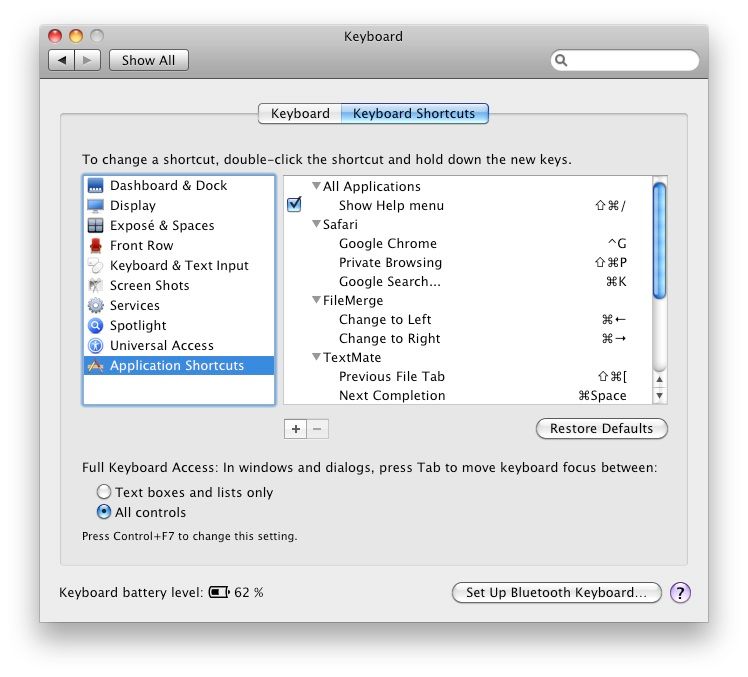 Keyboard
Show All
Keyboard Keyboard Shortcuts
To change a shortcut, double-click the shortcut and hold down the new keys.
Dashboard & Dock
Display
Exposé & Spaces
Front Row
Keyboard & Text Input
Screen Shots
Services
Spotlight
Universal Access
Application Shortcuts
All Applications
Show Help menu ⇧⌘/
Safari
Google Chrome ^G
Private Browsing ⇧⌘P
Google Search... ⌘K
FileMerge
Change to Left ⌘←
Change to Right ⌘→
TextMate
Previous File Tab ⇧⌘[
Next Completion ⌘Space
+ −
Restore Defaults
Full Keyboard Access: In windows and dialogs, press Tab to move keyboard focus between:
Text boxes and lists only
All controls
Press Control+F7 to change this setting.
Keyboard battery level: 62 %
Set Up Bluetooth Keyboard... ?